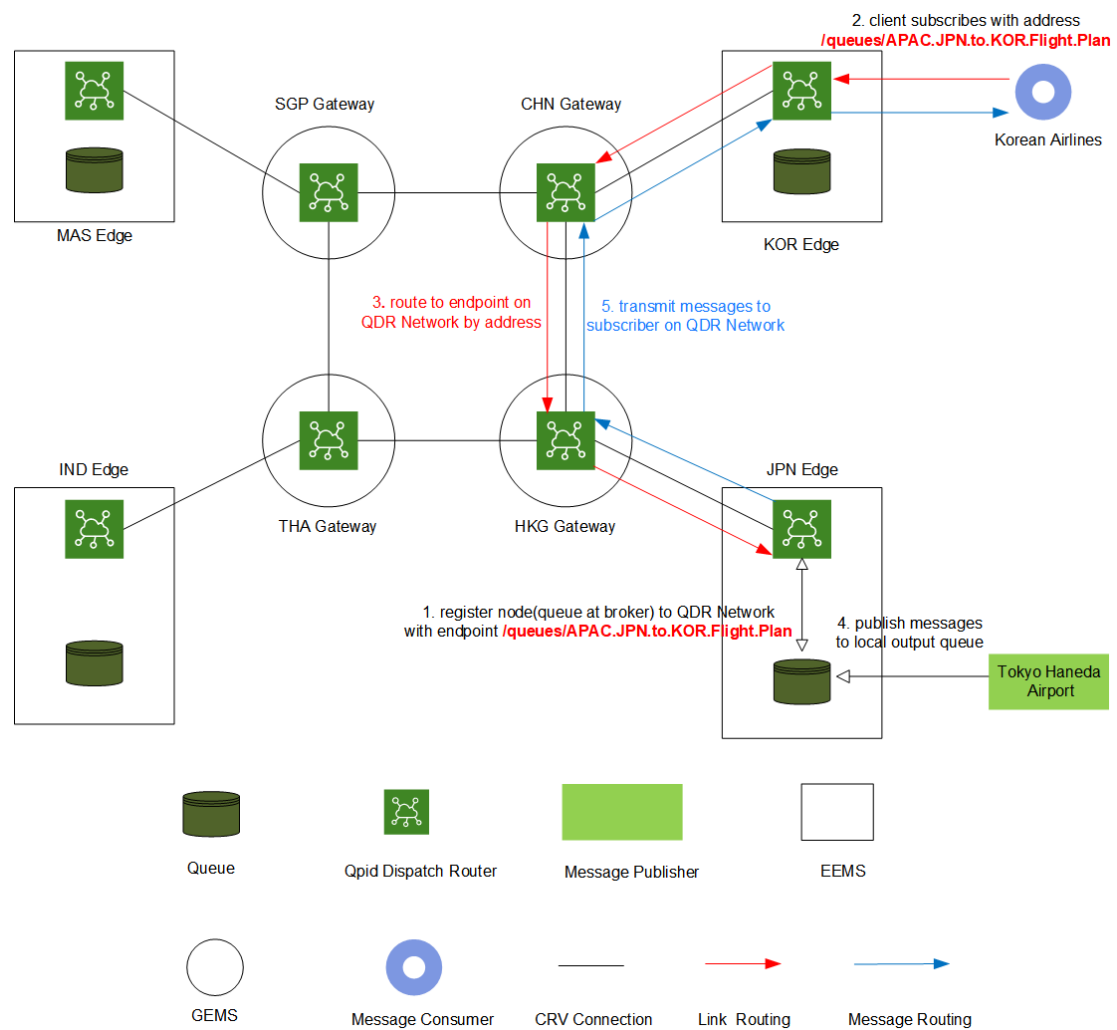 2. client subscribes with address
/queues/APAC.JPN.to.KOR.Flight.Plan
SGP Gateway
CHN Gateway
Korean Airlines
MAS Edge
KOR Edge
3. route to endpoint on
QDR Network by address
5. transmit messages to
subscriber on QDR Network
IND Edge
JPN Edge
THA Gateway
HKG Gateway
1. register node(queue at broker) to QDR Network
with endpoint /queues/APAC.JPN.to.KOR.Flight.Plan
4. publish messages
to local output queue
Tokyo Haneda
Airport
Queue
Qpid Dispatch Router
Message Publisher
EEMS
GEMS
Message Consumer
CRV Connection
Link Routing
Message Routing